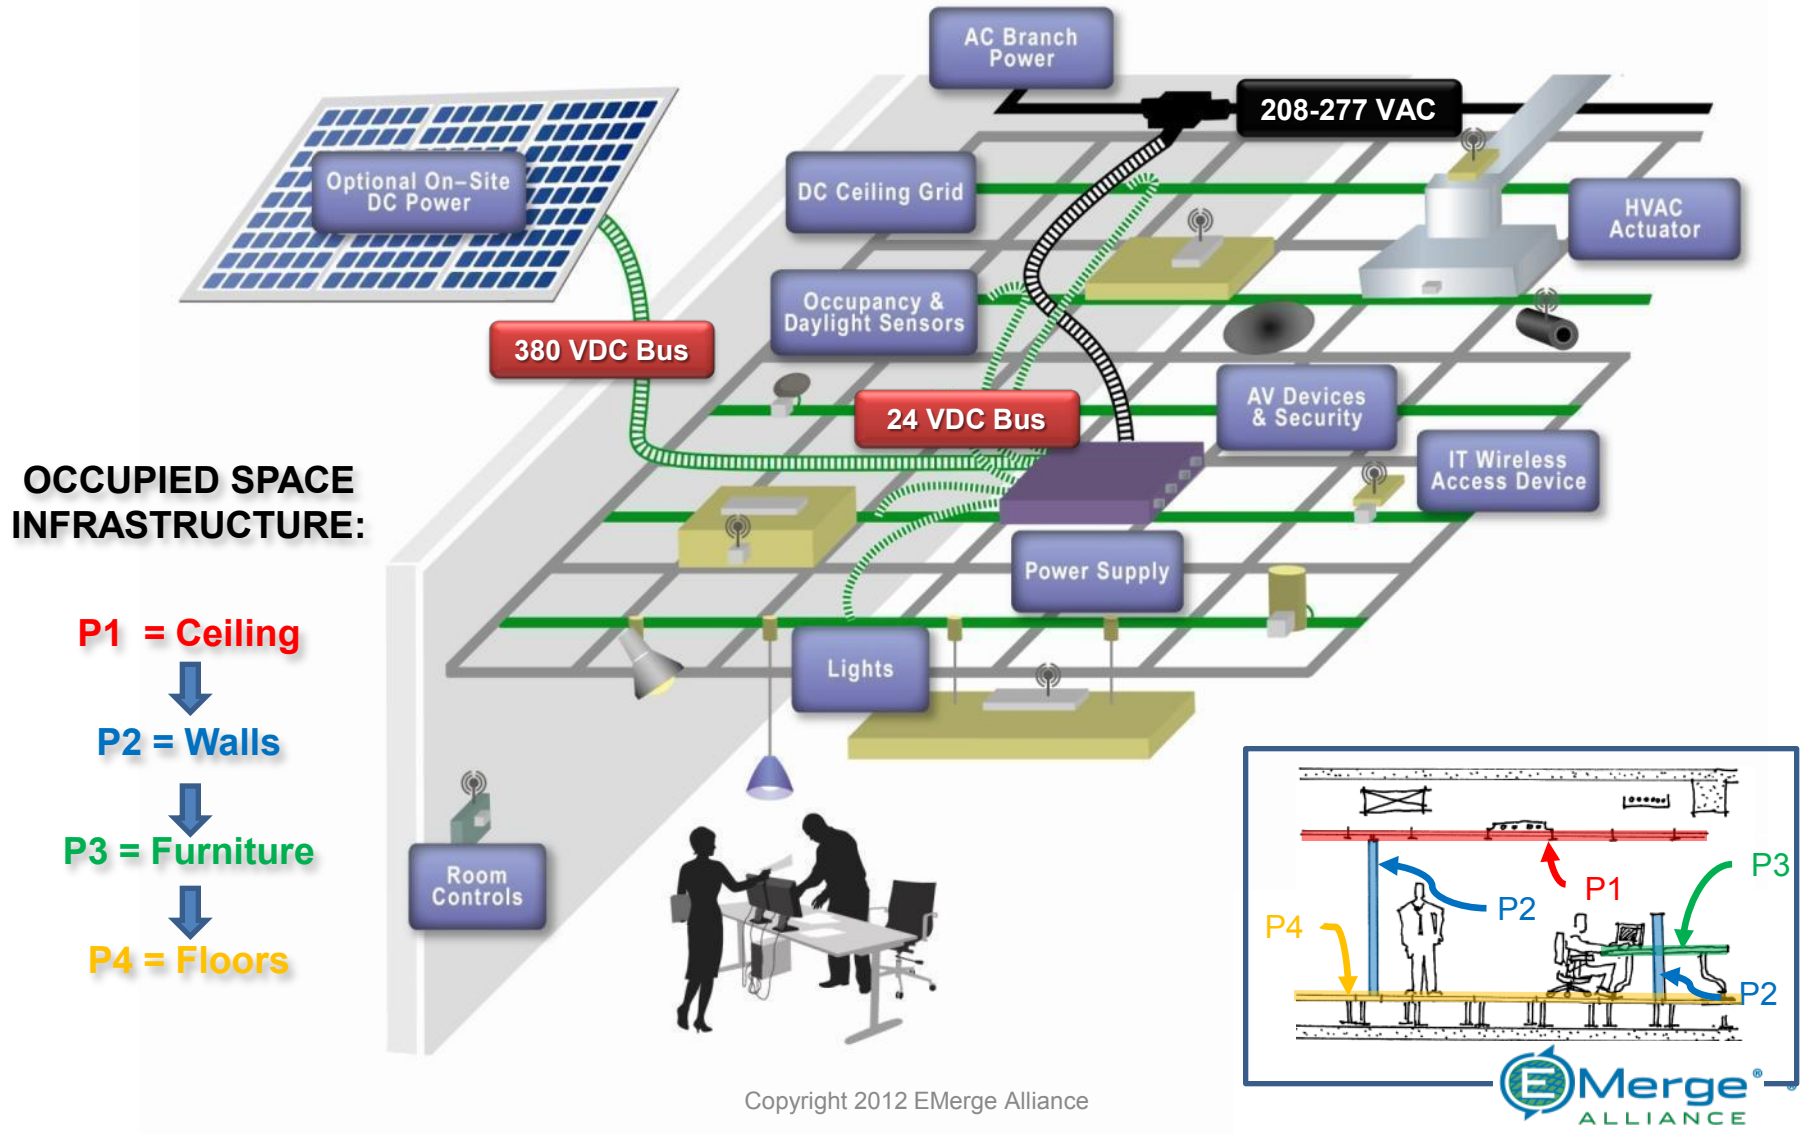 AC Branch
Power
208-277 VAC
Optional On–Site
DC Power
DC Ceiling Grid
HVAC
Actuator
Occupancy &
Daylight Sensors
380 VDC Bus
24 VDC Bus
AV Devices
& Security
IT Wireless
Access Device
OCCUPIED SPACE
INFRASTRUCTURE:
Power Supply
P1 = Ceiling
Lights
P2 = Walls
P3 = Furniture
P4 = Floors
Room
Controls
P3
P1
P2
P4
P2
EMerge®
ALLIANCE
®
Copyright 2012 EMerge Alliance